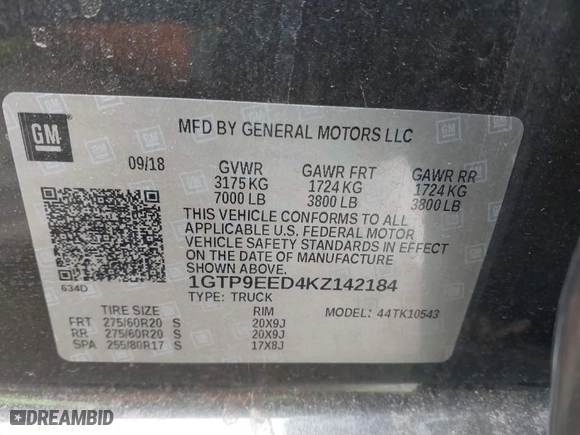 GM
MFD BY GENERAL MOTORS LLC
09/18 GVWR GAWR FRT GAWR RR
3175 KG 1724 KG 1724 KG
7000 LB 3800 LB 3800 LB
THIS VEHICLE CONFORMS TO ALL
APPLICABLE U.S. FEDERAL MOTOR
VEHICLE SAFETY STANDARDS IN EFFECT
ON THE DATE OF MANUFACTURE
SHOWN ABOVE.
634D 1GTP9EED4KZ142184
TYPE: TRUCK
TIRE SIZE RIM MODEL: 44TK10543
FRT 275/60R20 S 20X9J
RR 275/60R20 S 20X9J
SPA 255/80R17 S 17X8J
DREAMBID